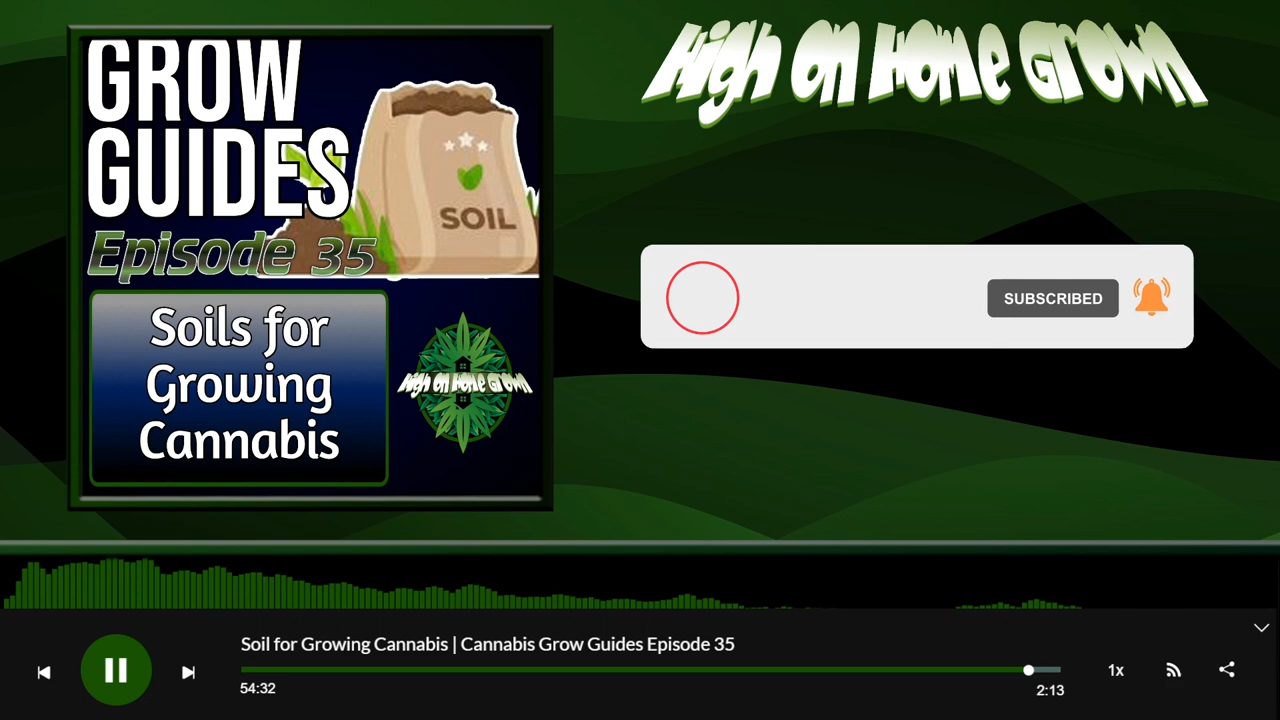 GROW
GUIDES
Episode 35
SOIL
Soils for
Growing
Cannabis
High on Home Grown
High on Home Grown
SUBSCRIBED
Soil for Growing Cannabis | Cannabis Grow Guides Episode 35
54:32
2:13
1x